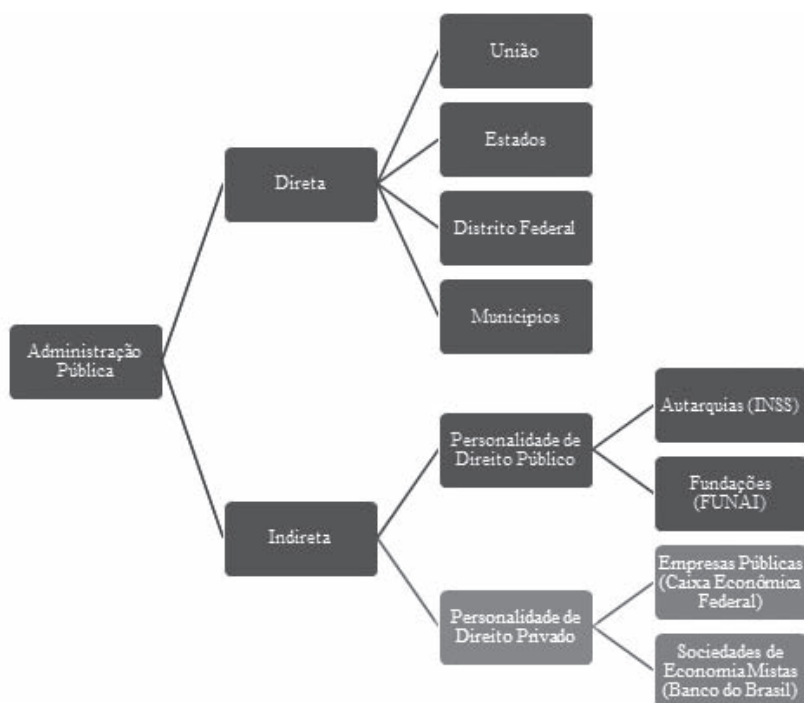 União
Estados
Direta
Distrito Federal
Municípios
Administração
Pública
Personalidade de
Direito Público
Autarquias (INSS)
Fundações
(FUNAI)
Indireta
Personalidade de
Direito Privado
Empresas Públicas
(Caixa Econômica
Federal)
Sociedades de
Economia Mistas
(Banco do Brasil)